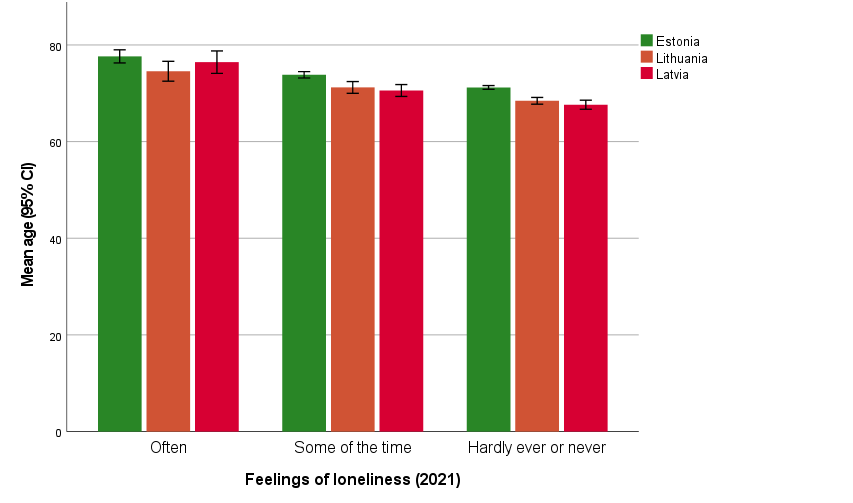 80
60
40
20
0
Mean age (95% CI)
Often
Some of the time
Hardly ever or never
Feelings of loneliness (2021)
Estonia
Lithuania
Latvia